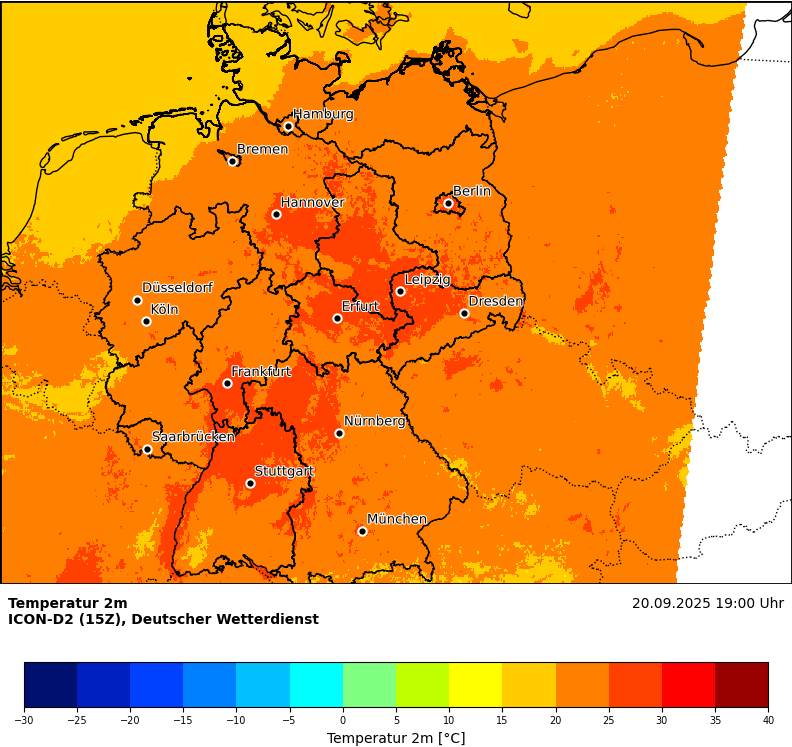 Hamburg
Bremen
Berlin
Hannover
Leipzig
Düsseldorf
Dresden
Köln
Erfurt
Frankfurt
Nürnberg
Saarbrücken
Stuttgart
München
Temperatur 2m
20.09.2025 19:00 Uhr
ICON-D2 (15Z), Deutscher Wetterdienst
−30 −25 −20 −15 −10 −5 0 5 10 15 20 25 30 35 40
Temperatur 2m [°C]